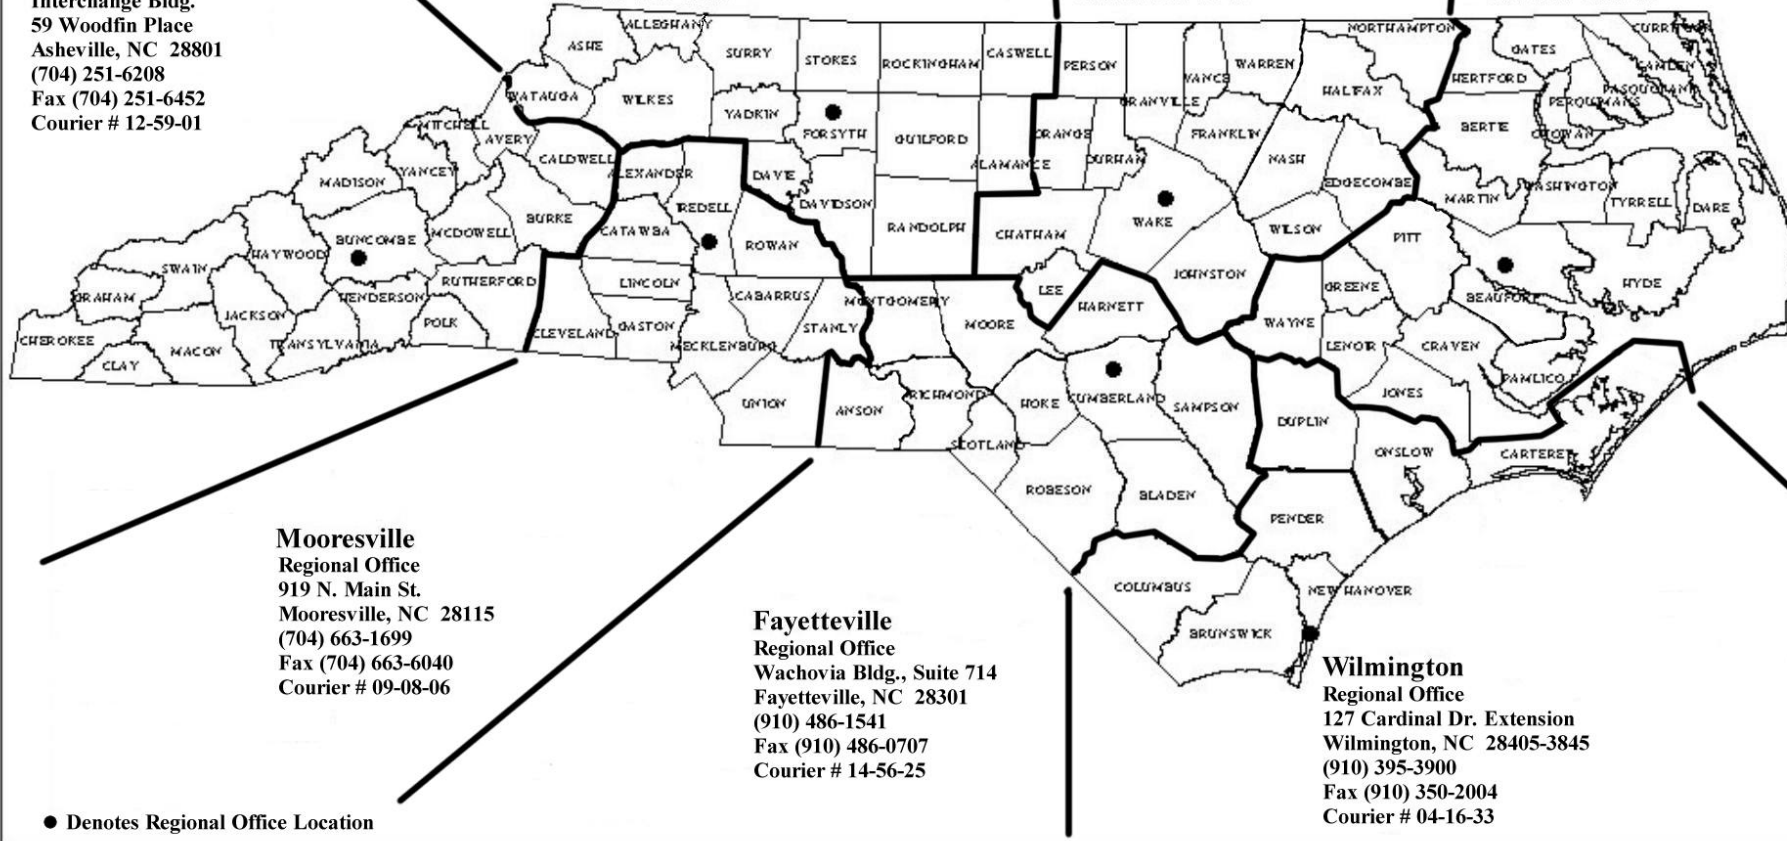 Interchange Bldg.
59 Woodfin Place
Asheville, NC 28801
(704) 251-6208
Fax (704) 251-6452
Courier # 12-59-01
ALLEGHANY
ASHE
SURRY
STOKES
ROCKINGHAM
CASWELL
PERSON
VANCE
WARREN
NORTHAMPTON
GATES
CURRITUCK
CAMDEN
PASQUOTANK
PERQUIMANS
CHOWAN
HERTFORD
HALIFAX
GRANVILLE
WATAUGA
WILKES
YADKIN
FORSYTH
GUILFORD
ALAMANCE
ORANGE
DURHAM
FRANKLIN
NASH
EDGECOMBE
BERTIE
MARTIN
WASHINGTON
TYRRELL
DARE
MITCHELL
AVERY
CALDWELL
ALEXANDER
DAVIE
MADISON
YANCEY
DAVIDSON
IREDELL
BURKE
CATAWBA
ROWAN
RANDOLPH
CHATHAM
WAKE
WILSON
PITT
HAYWOOD
BUNCOMBE
MCDOWELL
SWAIN
RUTHERFORD
LINCOLN
CABARRUS
MONTGOMERY
LEE
JOHNSTON
HARNETT
GREENE
BEAUFORT
HYDE
GRAHAM
JACKSON
HENDERSON
POLK
CLEVELAND
GASTON
STANLY
MOORE
WAYNE
LENOIR
CRAVEN
CHEROKEE
CLAY
MACON
TRANSYLVANIA
MECKLENBURG
UNION
ANSON
RICHMOND
HOKE
CUMBERLAND
SAMPSON
DUPLIN
JONES
PAMLICO
SCOTLAND
ONSLOW
CARTERET
ROBESON
BLADEN
PENDER
COLUMBUS
NEW HANOVER
BRUNSWICK
Mooresville
Regional Office
919 N. Main St.
Mooresville, NC 28115
(704) 663-1699
Fax (704) 663-6040
Courier # 09-08-06
Fayetteville
Regional Office
Wachovia Bldg., Suite 714
Fayetteville, NC 28301
(910) 486-1541
Fax (910) 486-0707
Courier # 14-56-25
Wilmington
Regional Office
127 Cardinal Dr. Extension
Wilmington, NC 28405-3845
(910) 395-3900
Fax (910) 350-2004
Courier # 04-16-33
● Denotes Regional Office Location